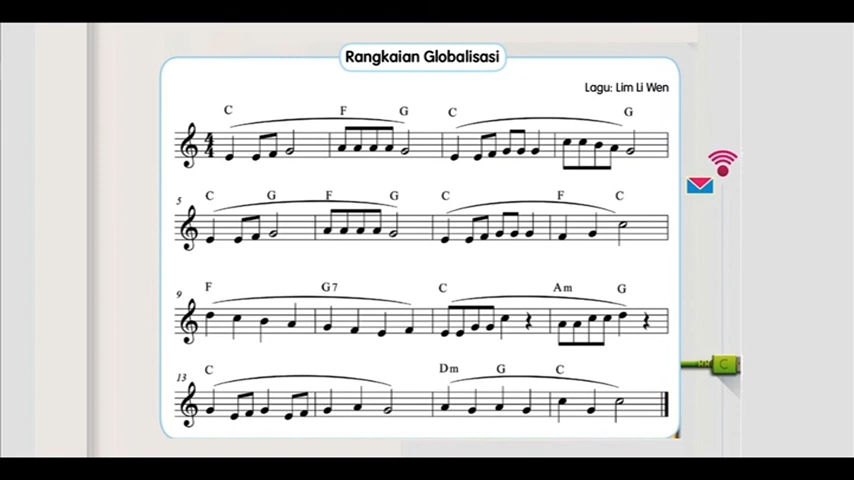 Rangkaian Globalisasi
Lagu: Lim Li Wen
C F G C G
4
4
5
C G F G C F C
9
F G7 C Am G
13
C Dm G C
C